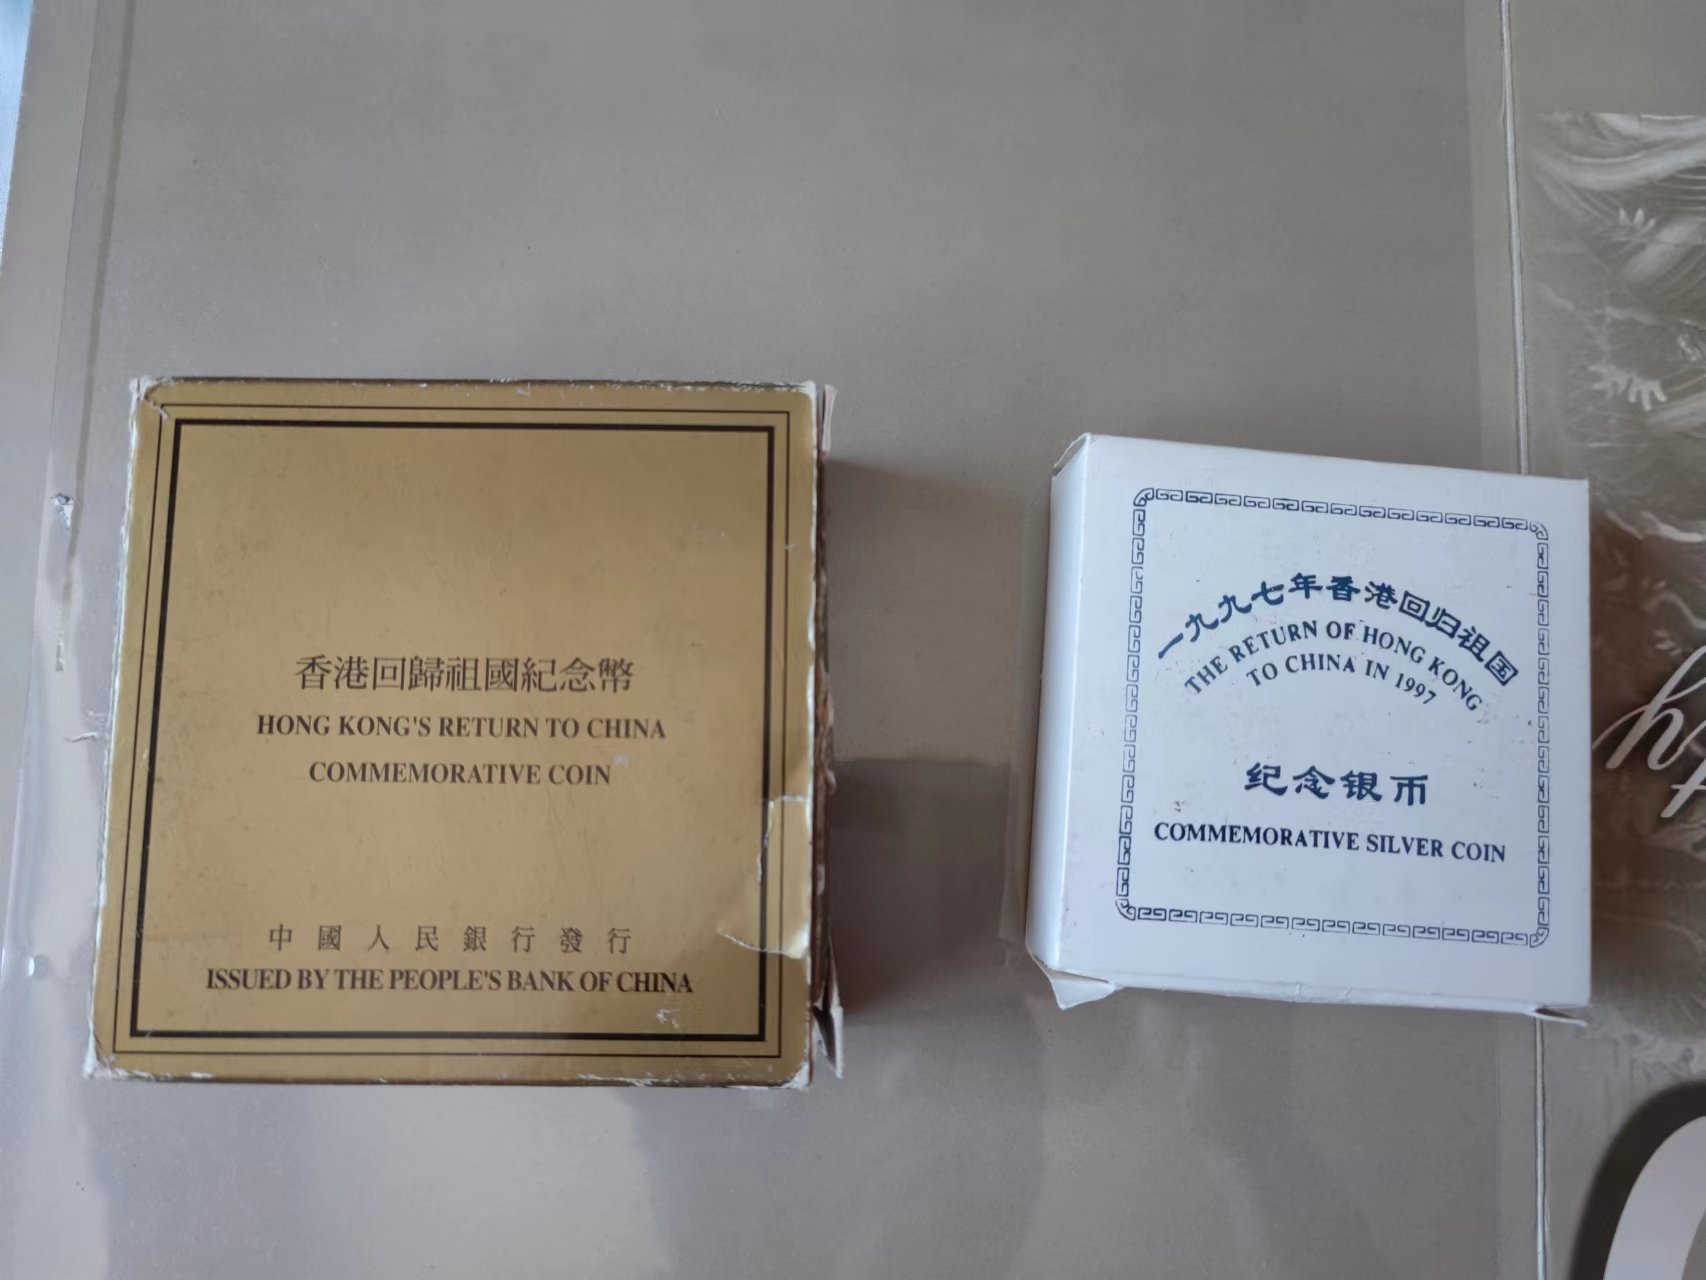 香港回歸祖國紀念幣
HONG KONG'S RETURN TO CHINA
COMMEMORATIVE COIN
中國人民銀行發行
ISSUED BY THE PEOPLE'S BANK OF CHINA
一九九七年香港回归祖国
THE RETURN OF HONG KONG
TO CHINA IN 1997
纪念银币
COMMEMORATIVE SILVER COIN